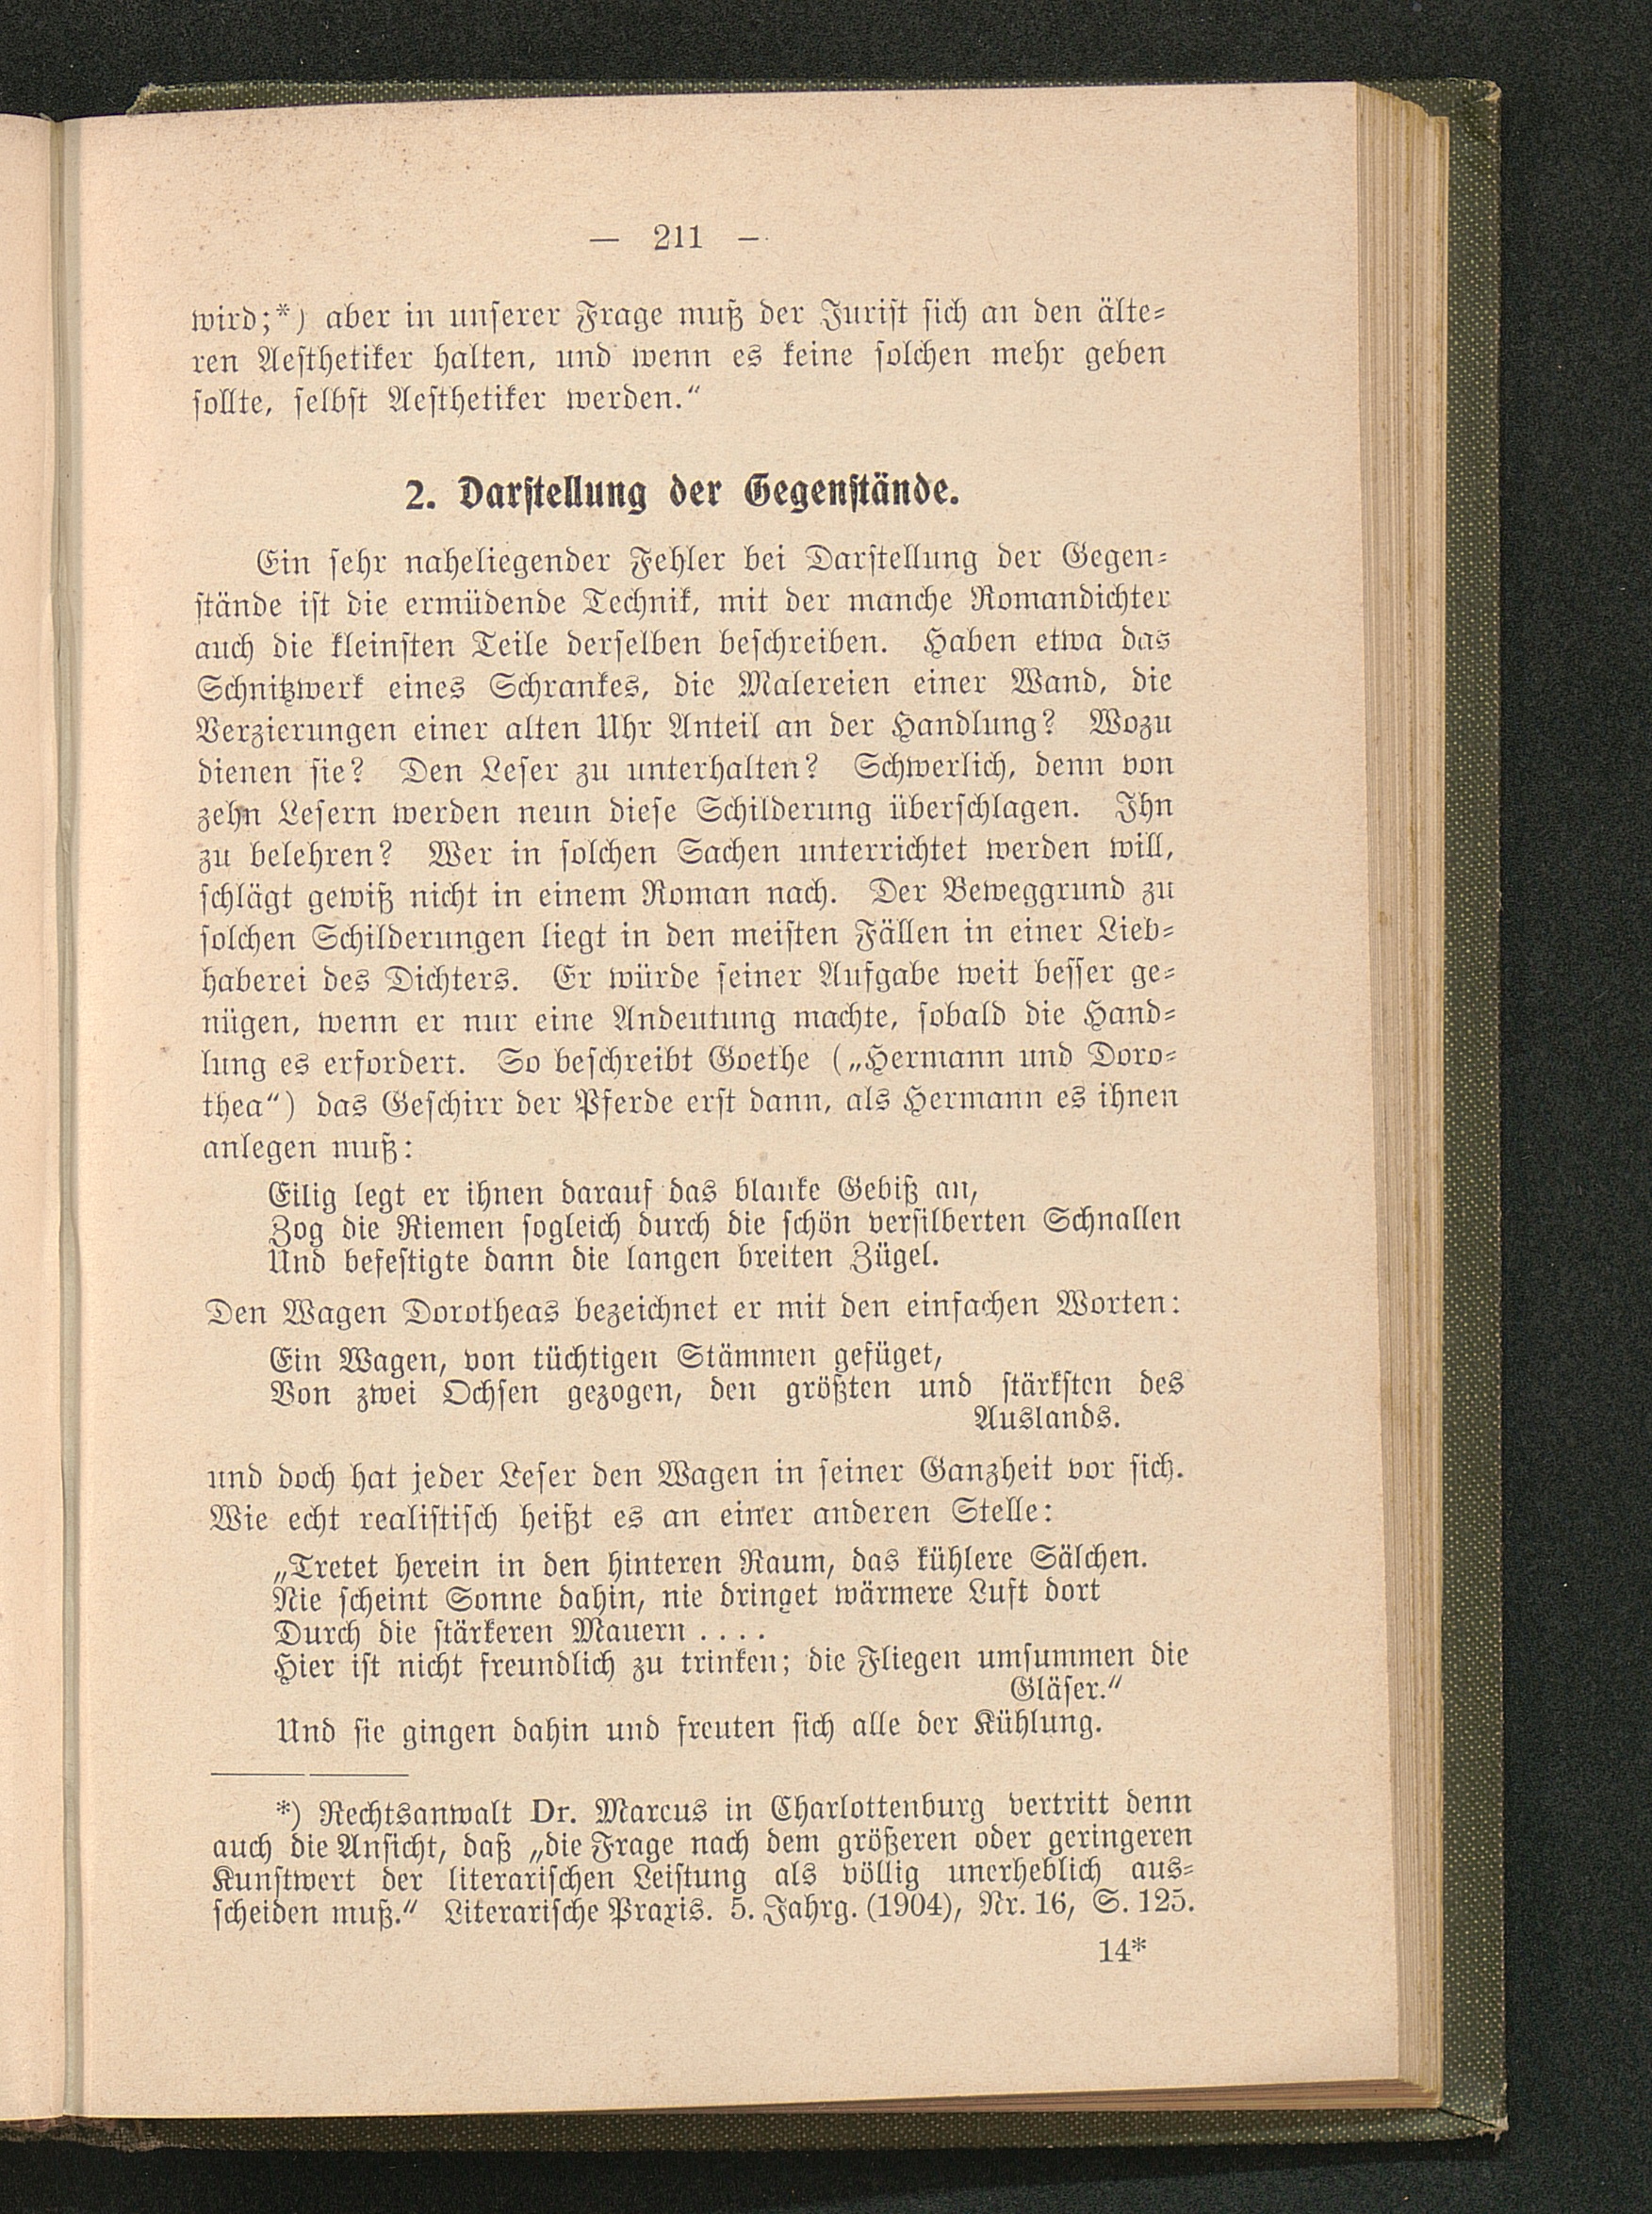 — 211 —
wird;*) aber in unserer Frage muß der Jurist sich an den älte-
ren Aesthetiker halten, und wenn es keine solchen mehr geben
sollte, selbst Aesthetiker werden.“
2. Darstellung der Gegenstände.
Ein sehr naheliegender Fehler bei Darstellung der Gegen-
stände ist die ermüdende Technik, mit der manche Romandichter
auch die kleinsten Teile derselben beschreiben. Haben etwa das
Schnitzwerk eines Schrankes, die Malereien einer Wand, die
Verzierungen einer alten Uhr Anteil an der Handlung? Wozu
dienen sie? Den Leser zu unterhalten? Schwerlich, denn von
zehn Lesern werden neun diese Schilderung überschlagen. Ihn
zu belehren? Wer in solchen Sachen unterrichtet werden will,
schlägt gewiß nicht in einem Roman nach. Der Beweggrund zu
solchen Schilderungen liegt in den meisten Fällen in einer Lieb-
haberei des Dichters. Er würde seiner Aufgabe weit besser ge-
nügen, wenn er nur eine Andeutung machte, sobald die Hand-
lung es erfordert. So beschreibt Goethe („Hermann und Doro-
thea“) das Geschirr der Pferde erst dann, als Hermann es ihnen
anlegen muß:
Eilig legt er ihnen darauf das blanke Gebiß an,
Zog die Riemen sogleich durch die schön versilberten Schnallen
Und befestigte dann die langen breiten Zügel.
Den Wagen Dorotheas bezeichnet er mit den einfachen Worten:
Ein Wagen, von tüchtigen Stämmen gefüget,
Von zwei Ochsen gezogen, den größten und stärksten des
Auslands.
und doch hat jeder Leser den Wagen in seiner Ganzheit vor sich.
Wie echt realistisch heißt es an einer anderen Stelle:
„Tretet herein in den hinteren Raum, das kühlere Sälchen.
Nie scheint Sonne dahin, nie dringet wärmere Luft dort
Durch die stärkeren Mauern . . . .
Hier ist nicht freundlich zu trinken; die Fliegen umsummen die
Gläser.“
Und sie gingen dahin und freuten sich alle der Kühlung.
*) Rechtsanwalt Dr. Marcus in Charlottenburg vertritt denn
auch die Ansicht, daß „die Frage nach dem größeren oder geringeren
Kunstwert der literarischen Leistung als völlig unerheblich aus-
scheiden muß.“ Literarische Praxis. 5. Jahrg. (1904), Nr. 16, S. 125.
14*